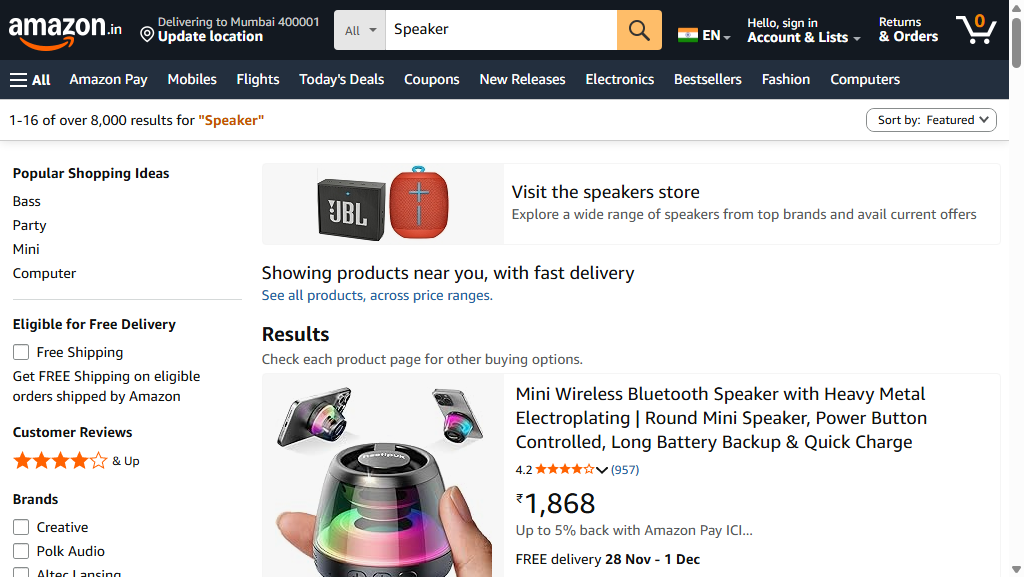 amazon.in
Delivering to Mumbai 400001
Update location
All
Speaker
EN
Hello, sign in
Account & Lists
Returns
& Orders
0
All
Amazon Pay
Mobiles
Flights
Today's Deals
Coupons
New Releases
Electronics
Bestsellers
Fashion
Computers
1-16 of over 8,000 results for "Speaker"
Sort by: Featured
Popular Shopping Ideas
Bass
Party
Mini
Computer
Eligible for Free Delivery
Free Shipping
Get FREE Shipping on eligible
orders shipped by Amazon
Customer Reviews
& Up
Brands
Creative
Polk Audio
Altec Lansing
JBL
Visit the speakers store
Explore a wide range of speakers from top brands and avail current offers
Showing products near you, with fast delivery
See all products, across price ranges.
Results
Check each product page for other buying options.
Mini Wireless Bluetooth Speaker with Heavy Metal
Electroplating | Round Mini Speaker, Power Button
Controlled, Long Battery Backup & Quick Charge
4.2 (957)
₹1,868
Up to 5% back with Amazon Pay ICI…
FREE delivery 28 Nov - 1 Dec